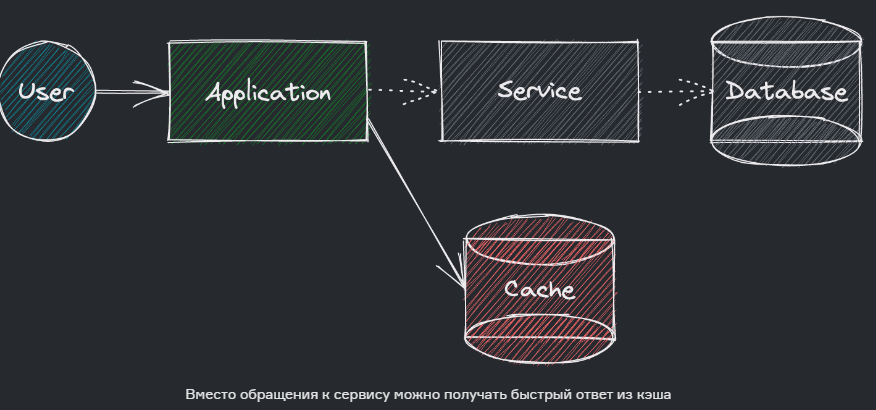 User
Application
Service
Database
Cache
Вместо обращения к сервису можно получать быстрый ответ из кэша